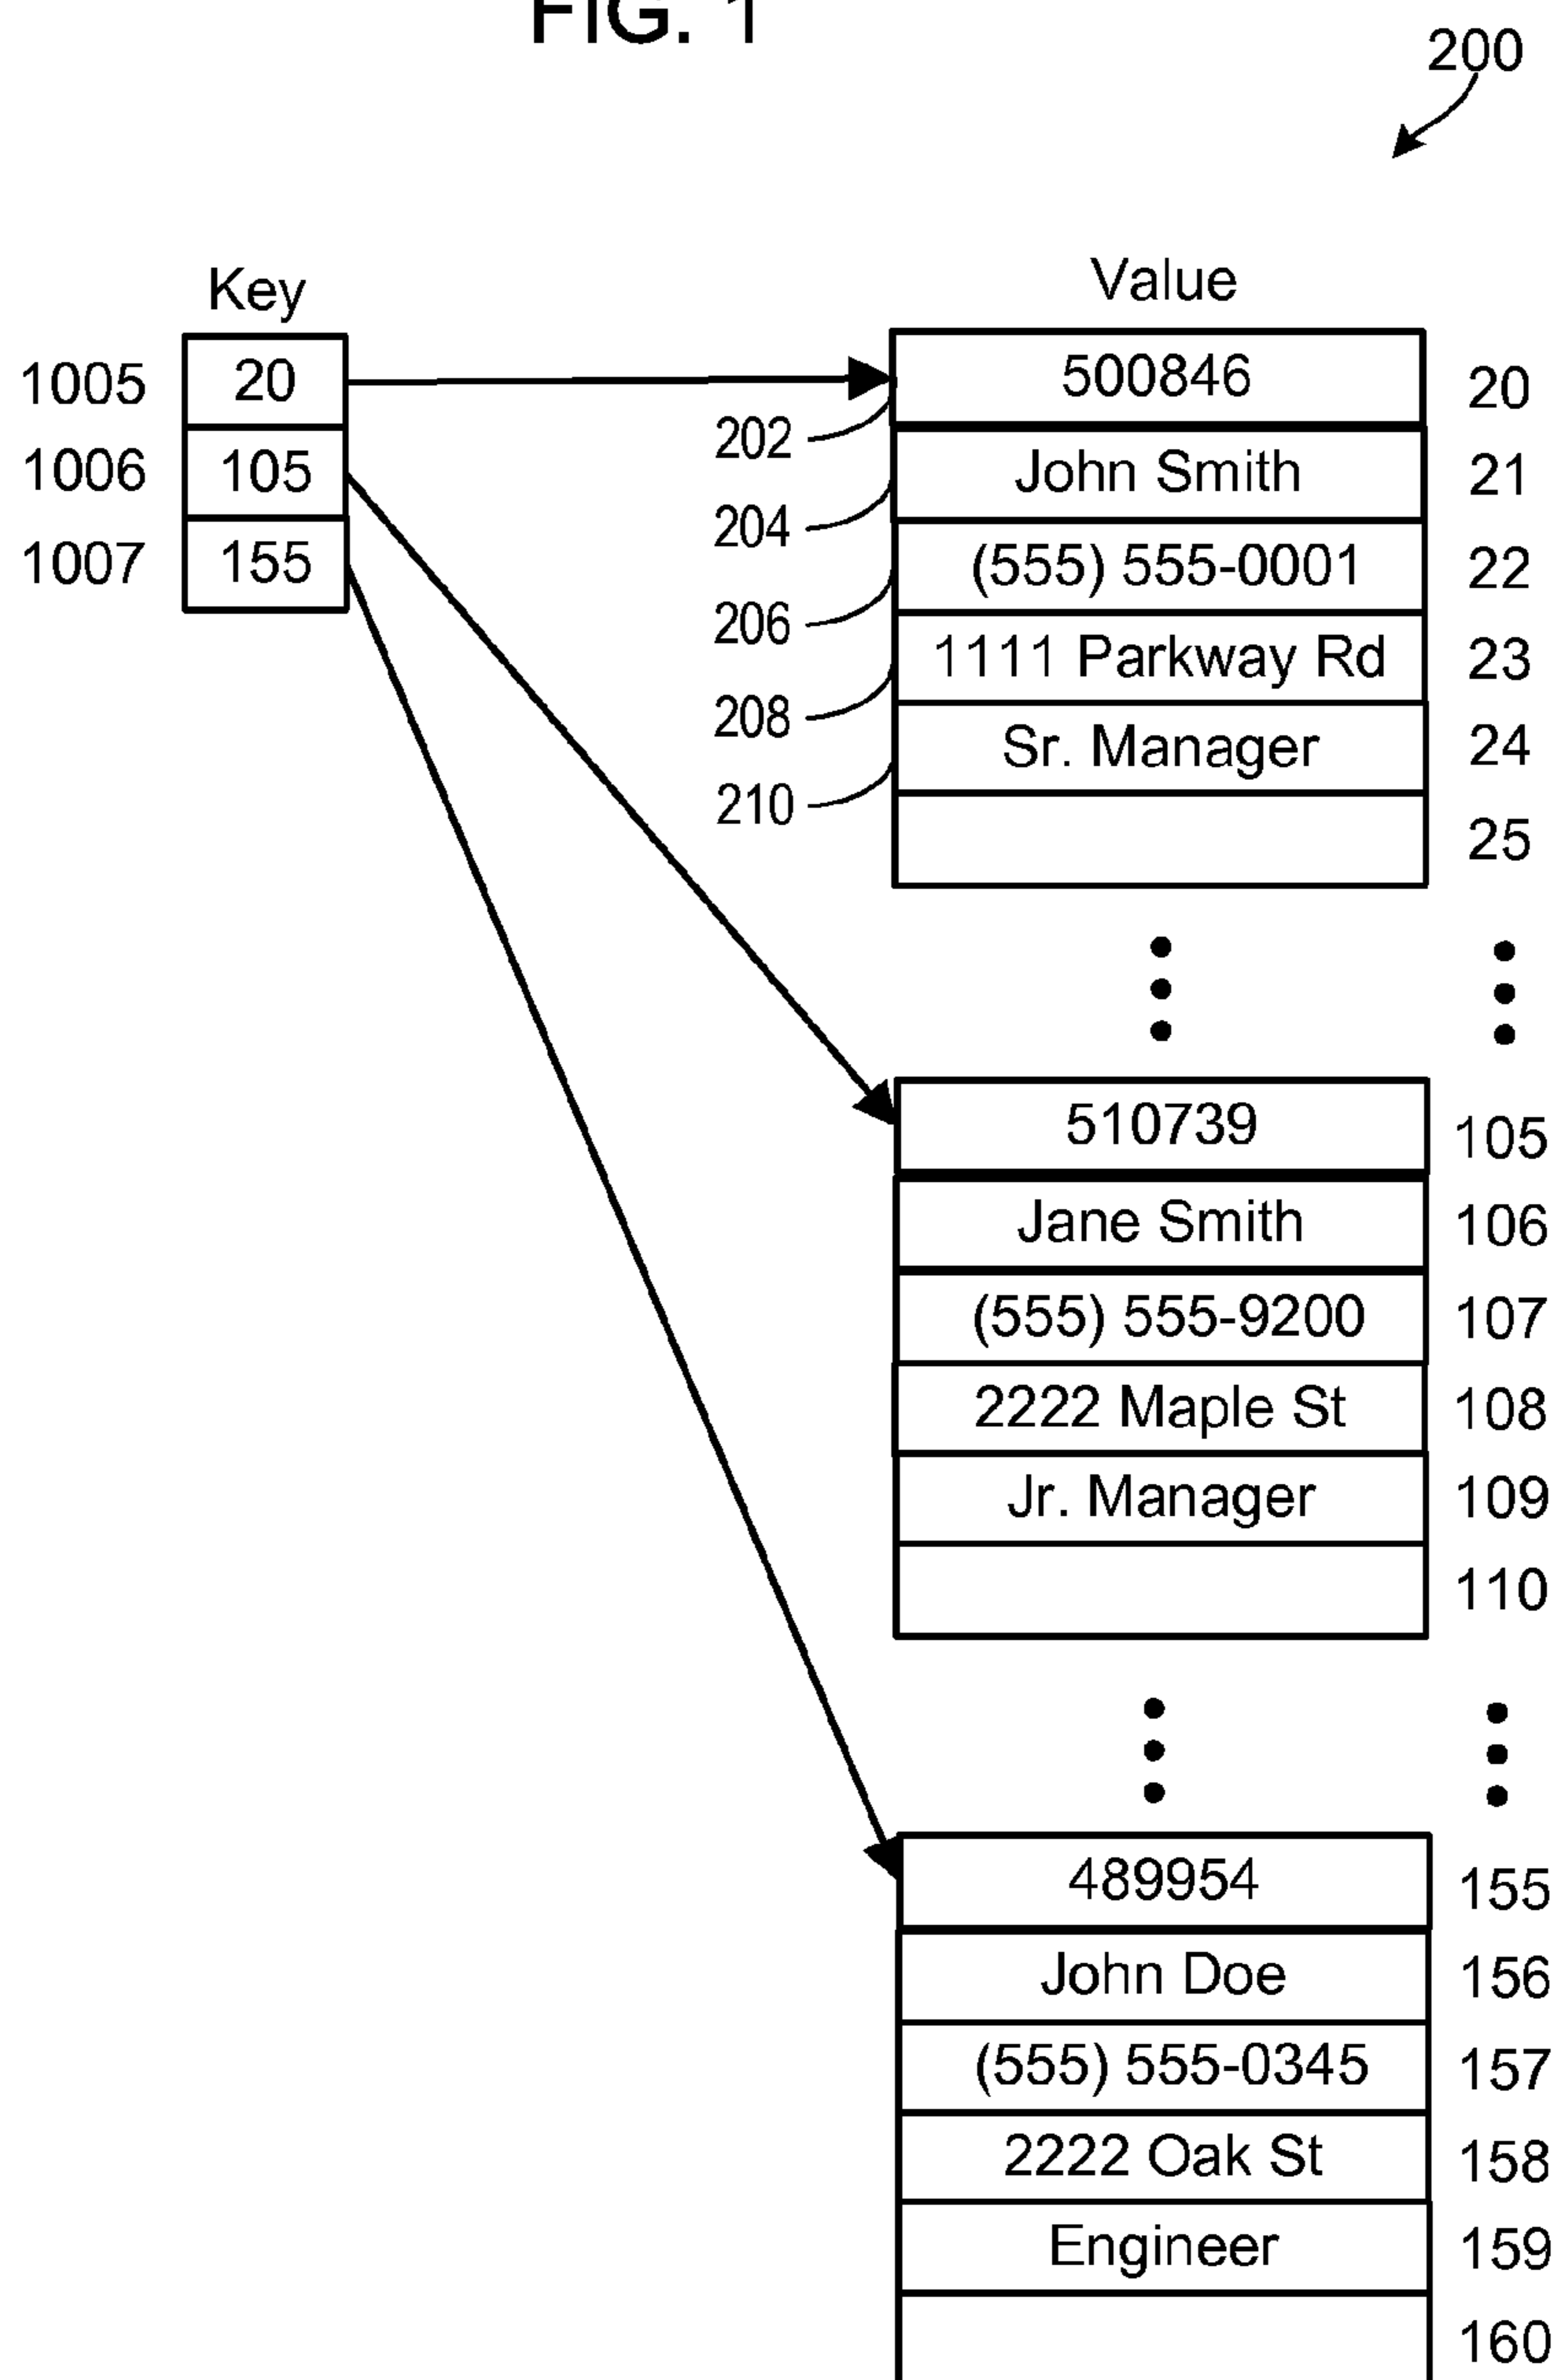 FIG. 1
200
Key
Value
1005 20 500846 20
202
1006 105 John Smith 21
204
1007 155 (555) 555-0001 22
206
1111 Parkway Rd 23
208
Sr. Manager 24
210
25
510739 105
Jane Smith 106
(555) 555-9200 107
2222 Maple St 108
Jr. Manager 109
110
489954 155
John Doe 156
(555) 555-0345 157
2222 Oak St 158
Engineer 159
160